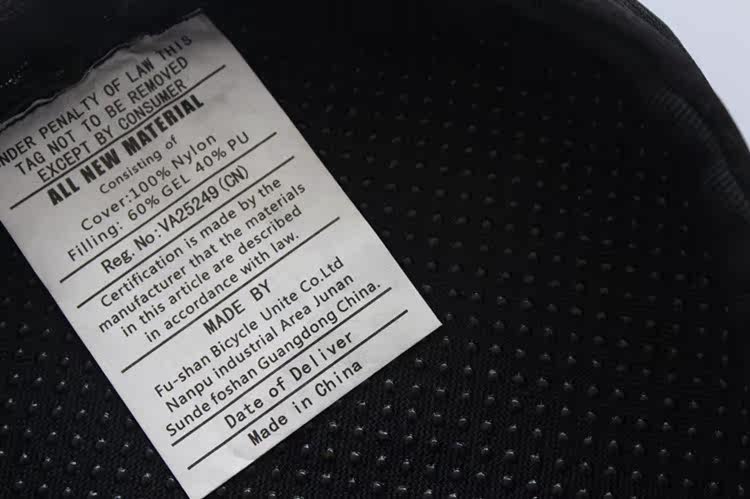 UNDER PENALTY OF LAW THIS
TAG NOT TO BE REMOVED
EXCEPT BY CONSUMER
ALL NEW MATERIAL
Consisting of
Cover:100% Nylon
Filling: 60% GEL 40% PU
Reg. No:VA25249(CN)
Certification is made by the
manufacturer that the materials
in this article are described
in accordance with law.
MADE BY
Fu-shan Bicycle Unite Co.Ltd
Nanpu industrial Area Junan
Sunde foshan Guangdong China.
Date of Deliver
Made in China